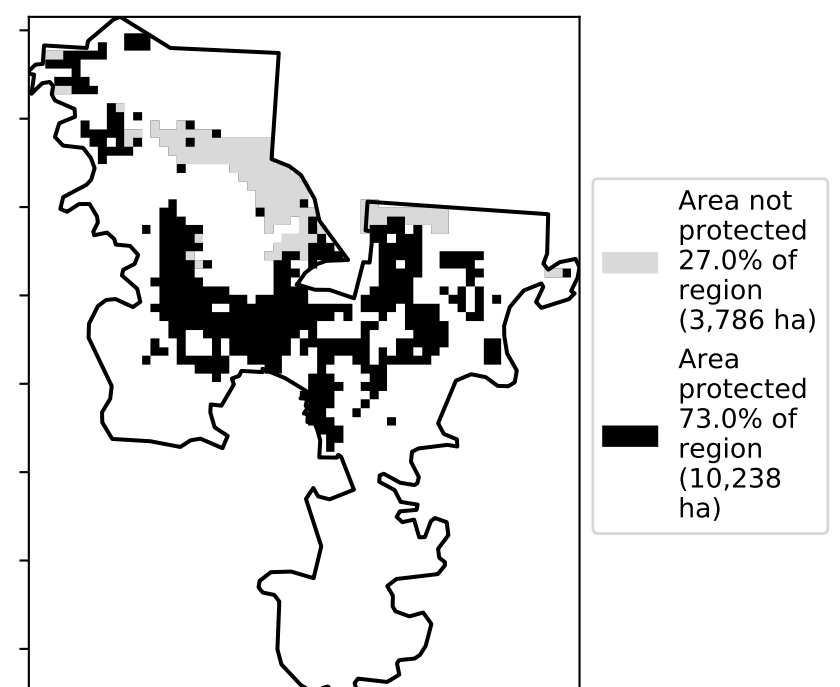 Area not
protected
27.0% of
region
(3,786 ha)
Area
protected
73.0% of
region
(10,238
ha)